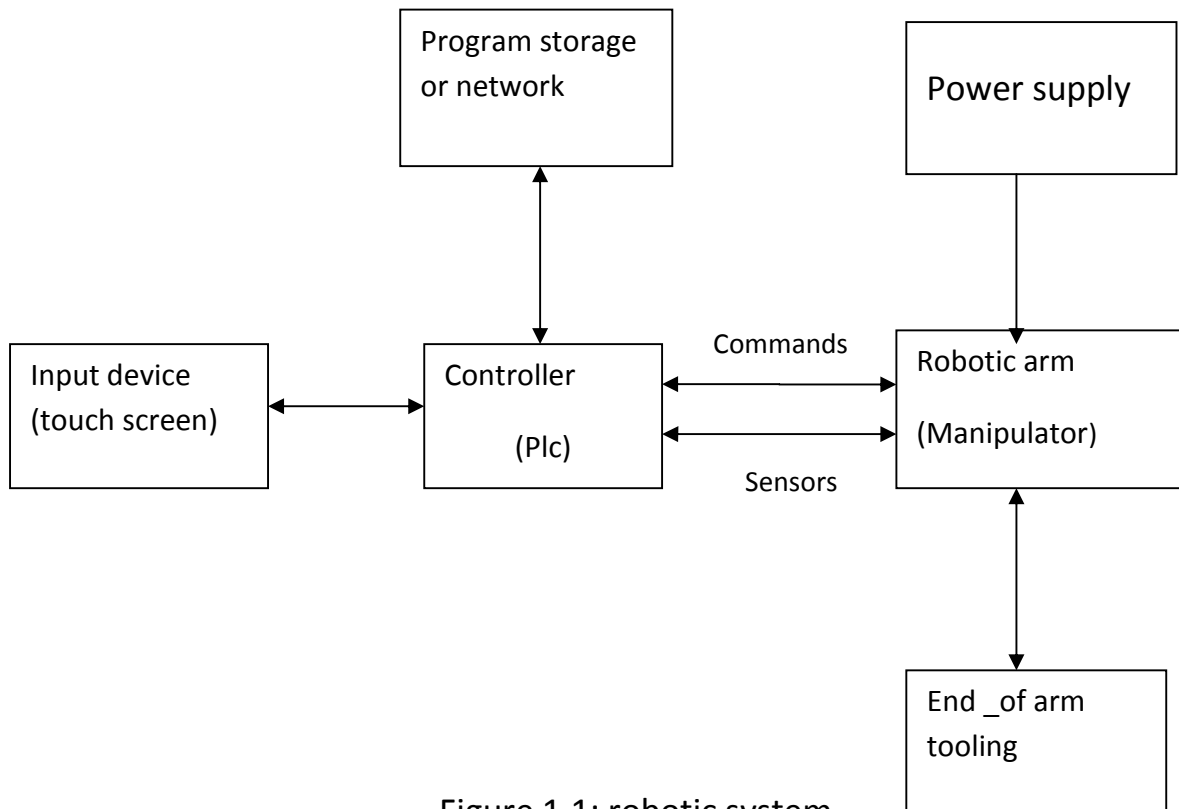 Program storage
or network
Power supply
Input device
(touch screen)
Controller
(Plc)
Commands
Sensors
Robotic arm
(Manipulator)
End _of arm
tooling
Figure 1.1: robotic system